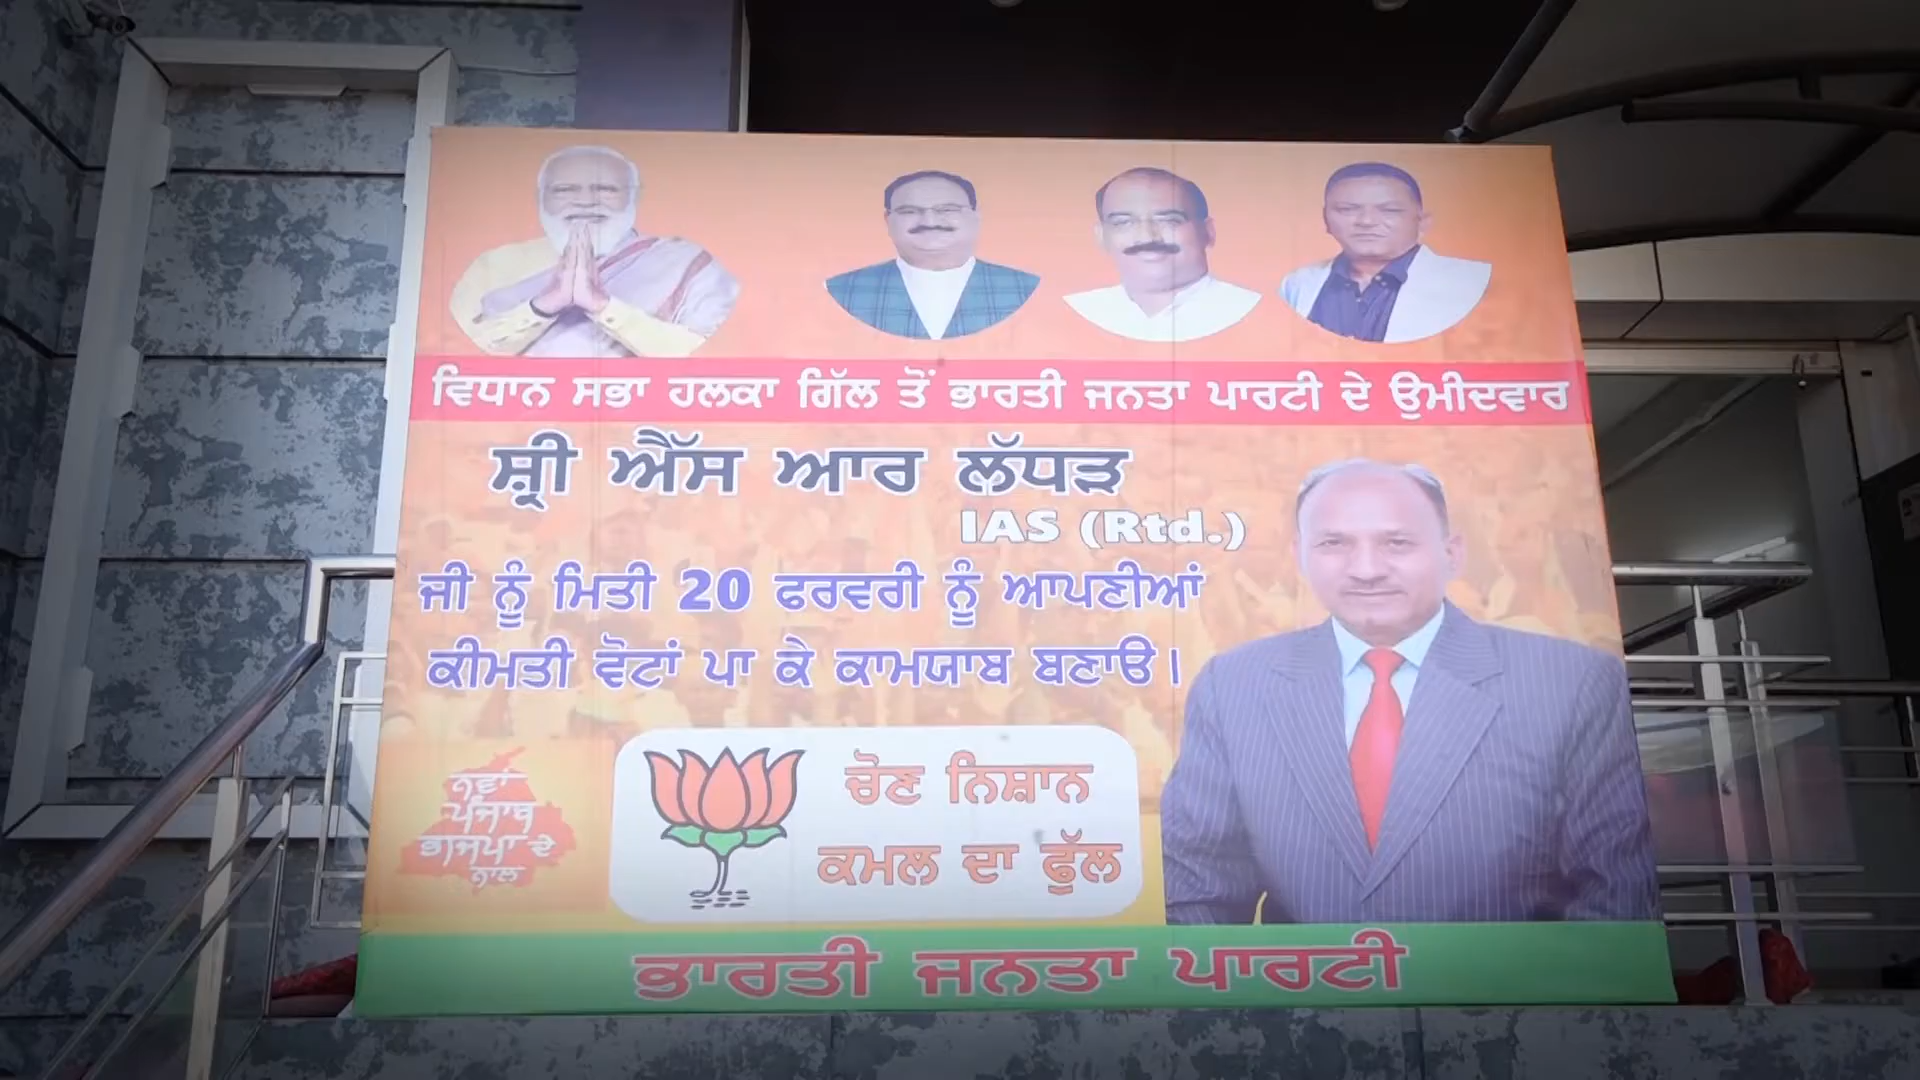 ਵਿਧਾਨ ਸਭਾ ਹਲਕਾ ਗਿੱਲ ਤੋਂ ਭਾਰਤੀ ਜਨਤਾ ਪਾਰਟੀ ਦੇ ਉਮੀਦਵਾਰ
ਸ਼੍ਰੀ ਐੱਸ ਆਰ ਲੱਧੜ
IAS (Rtd.)
ਜੀ ਨੂੰ ਮਿਤੀ 20 ਫਰਵਰੀ ਨੂੰ ਆਪਣੀਆਂ
ਕੀਮਤੀ ਵੋਟਾਂ ਪਾ ਕੇ ਕਾਮਯਾਬ ਬਣਾਓ।
ਨਵਾਂ
ਪੰਜਾਬ
ਭਾਜਪਾ ਦੇ
ਨਾਲ
ਚੋਣ ਨਿਸ਼ਾਨ
ਕਮਲ ਦਾ ਫੁੱਲ
ਭਾਰਤੀ ਜਨਤਾ ਪਾਰਟੀ